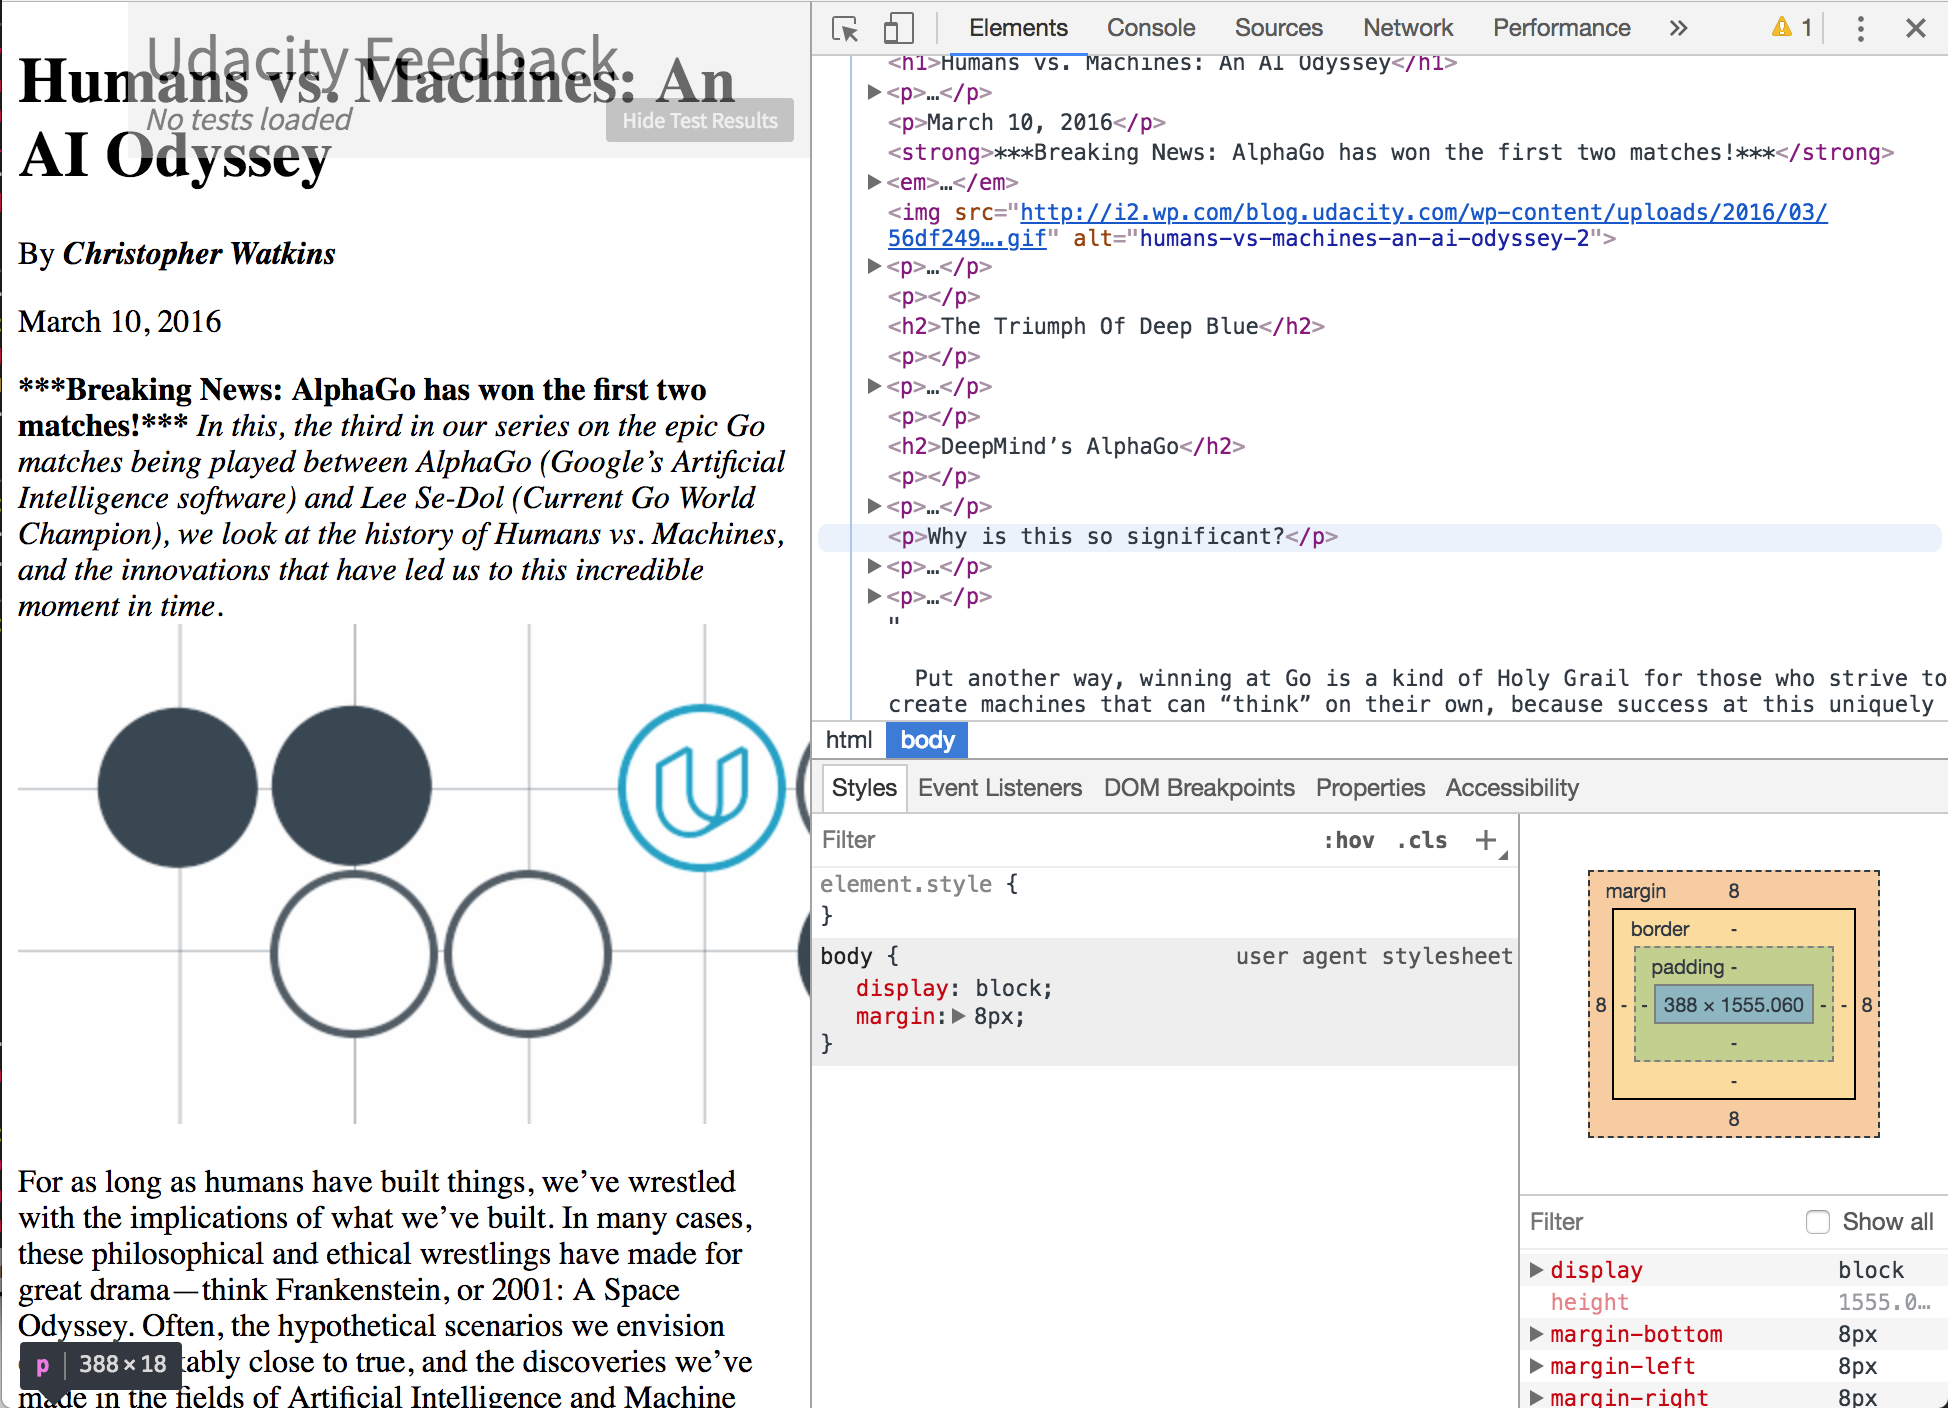 Udacity Feedback
No tests loaded
Hide Test Results
Humans vs. Machines: An
AI Odyssey
By Christopher Watkins
March 10, 2016
***Breaking News: AlphaGo has won the first two
matches!*** In this, the third in our series on the epic Go
matches being played between AlphaGo (Google’s Artificial
Intelligence software) and Lee Se-Dol (Current Go World
Champion), we look at the history of Humans vs. Machines,
and the innovations that have led us to this incredible
moment in time.
For as long as humans have built things, we’ve wrestled
with the implications of what we’ve built. In many cases,
these philosophical and ethical wrestlings have made for
great drama—think Frankenstein, or 2001: A Space
Odyssey. Often, the hypothetical scenarios we envision
p 388 × 18
to true, and the discoveries we’ve
made in the fields of Artificial Intelligence and Machine
Elements Console Sources Network Performance » 1
<h1>Humans vs. Machines: An AI Odyssey</h1>
<p>…</p>
<p>March 10, 2016</p>
<strong>***Breaking News: AlphaGo has won the first two matches!***</strong>
<em>…</em>
<img src="http://i2.wp.com/blog.udacity.com/wp-content/uploads/2016/03/
56df249….gif" alt="humans-vs-machines-an-ai-odyssey-2">
<p>…</p>
<p></p>
<h2>The Triumph Of Deep Blue</h2>
<p></p>
<p>…</p>
<p></p>
<h2>DeepMind’s AlphaGo</h2>
<p></p>
<p>…</p>
<p>Why is this so significant?</p>
<p>…</p>
<p>…</p>
"
Put another way, winning at Go is a kind of Holy Grail for those who strive to
create machines that can “think” on their own, because success at this uniquely
html body
Styles Event Listeners DOM Breakpoints Properties Accessibility
Filter :hov .cls +
element.style {
}
body { user agent stylesheet
display: block;
margin: 8px;
}
margin 8
border -
padding -
8 - - 388 × 1555.060 - - 8
-
-
8
Filter Show all
display block
height 1555.0…
margin-bottom 8px
margin-left 8px
margin-right 8px